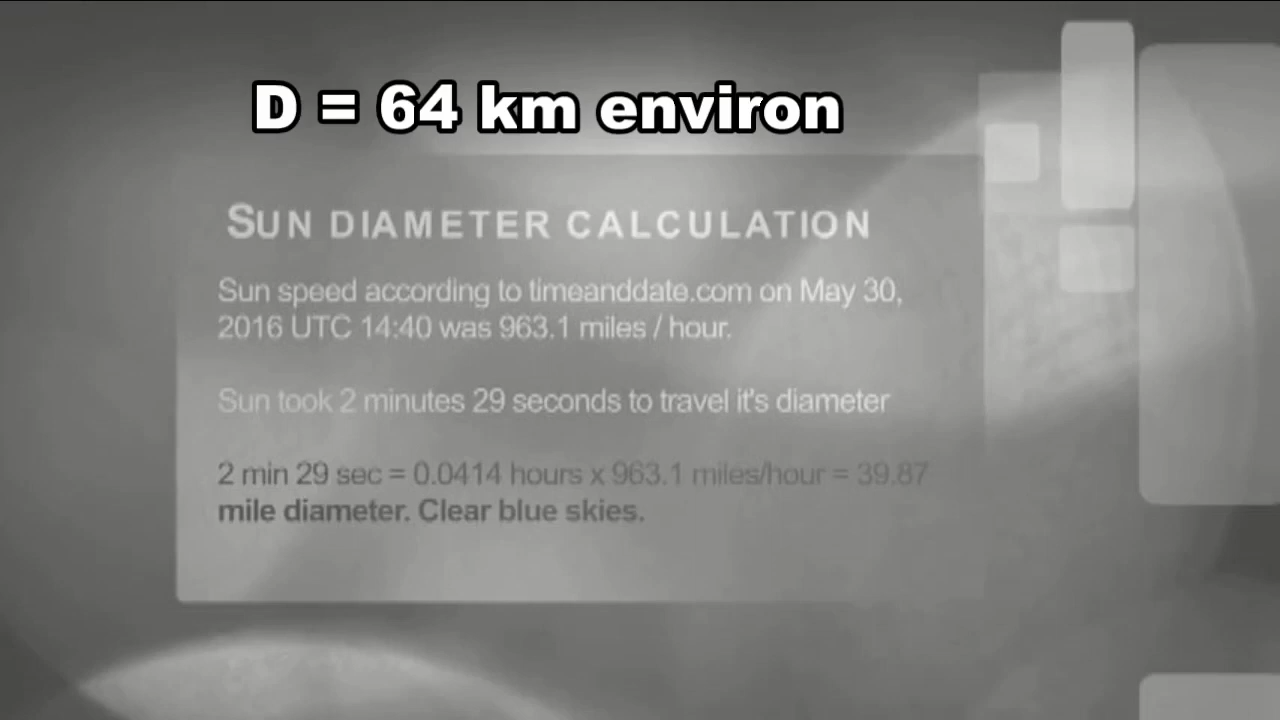 D = 64 km environ
SUN DIAMETER CALCULATION
Sun speed according to timeanddate.com on May 30,
2016 UTC 14:40 was 963.1 miles / hour.
Sun took 2 minutes 29 seconds to travel it's diameter
2 min 29 sec = 0.0414 hours x 963.1 miles/hour = 39.87
mile diameter. Clear blue skies.